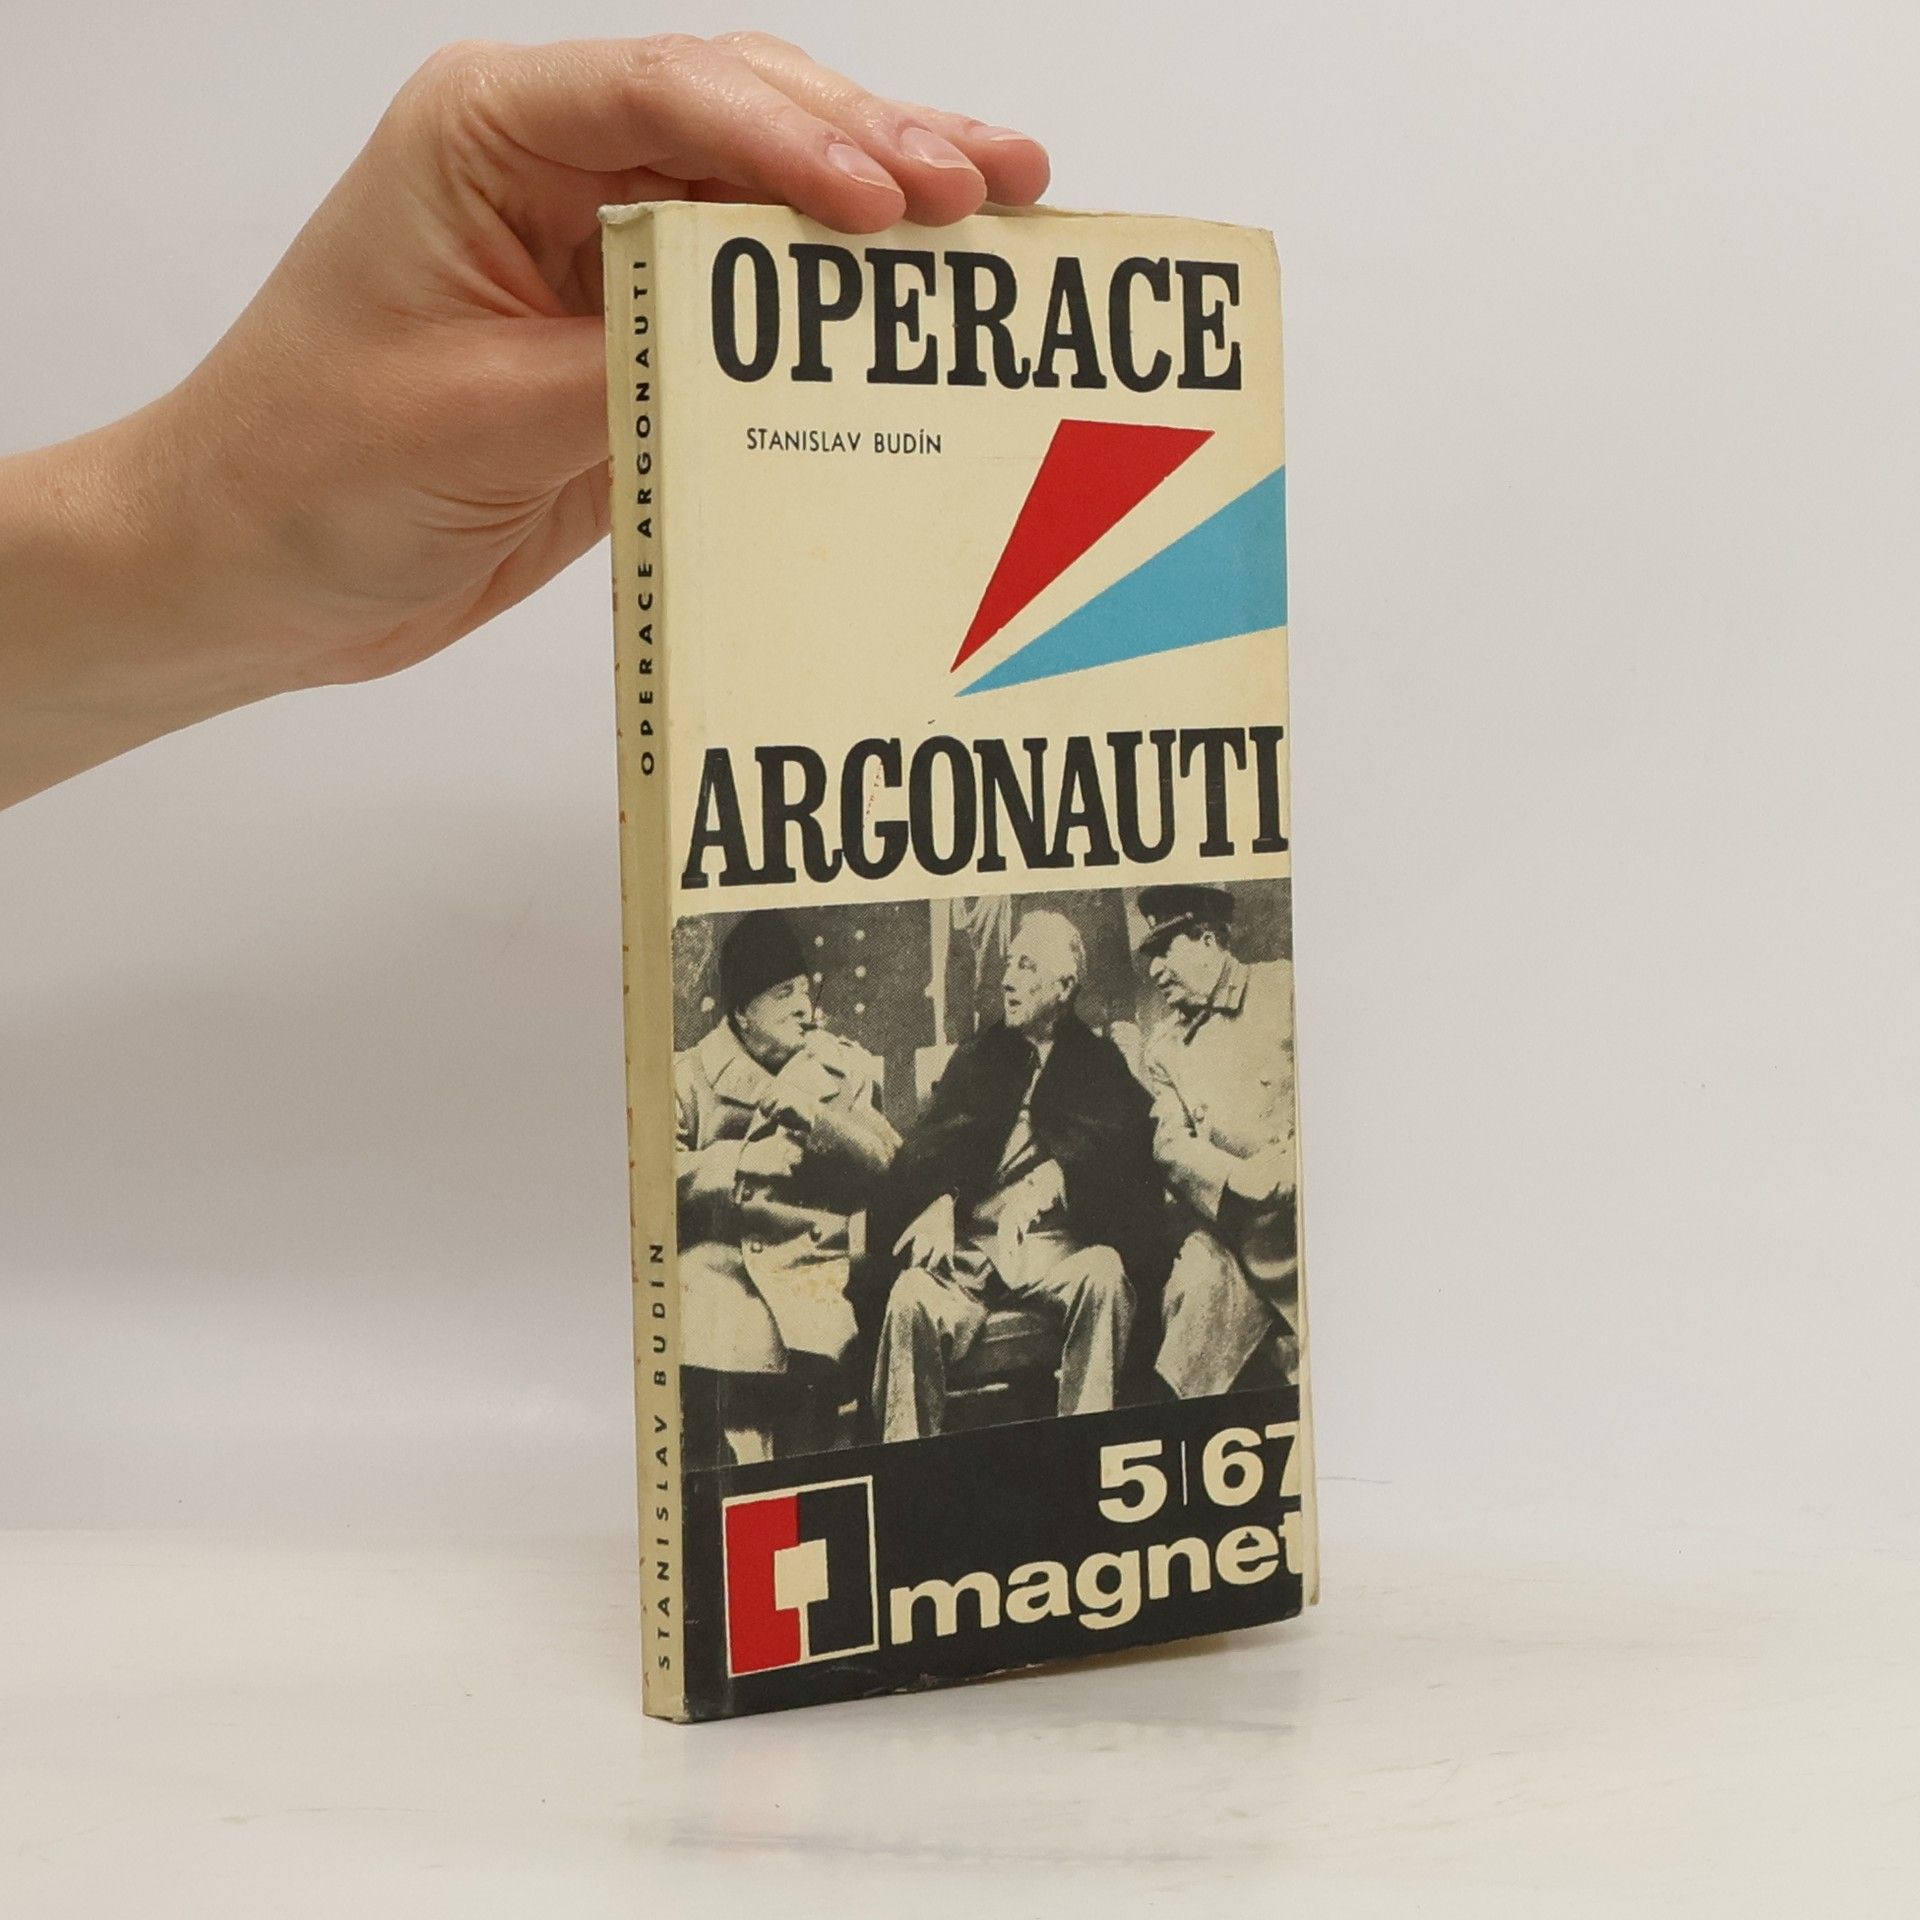 OPERACE
STANISLAV BUDÍN
ARGONAUTI
5|67
magnet
OPERACE ARGONAUTI
STANISLAV BUDÍN